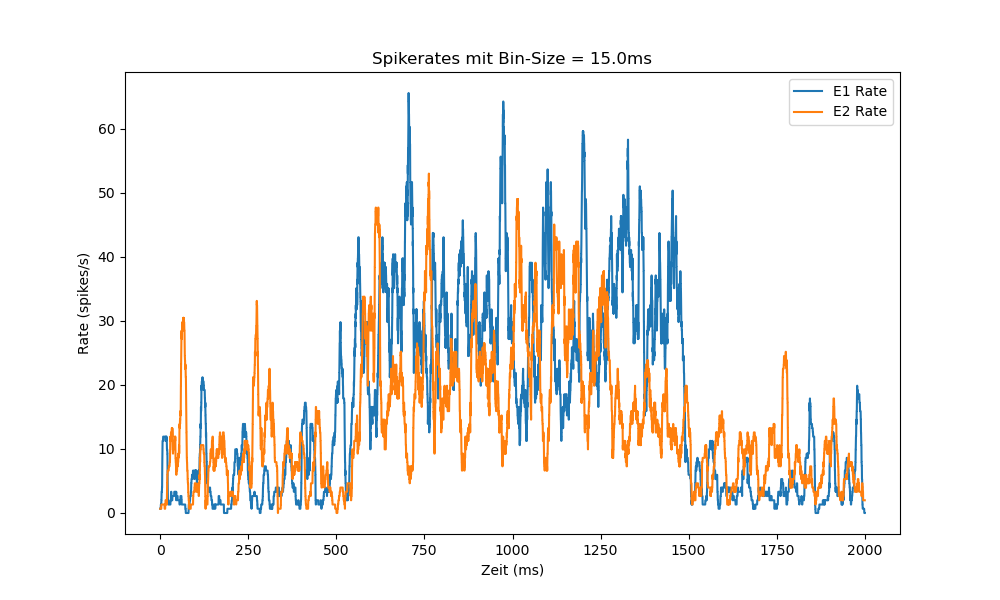 Spikerates mit Bin-Size = 15.0ms
E1 Rate
E2 Rate
Rate (spikes/s)
60
50
40
30
20
10
0
0 250 500 750 1000 1250 1500 1750 2000
Zeit (ms)